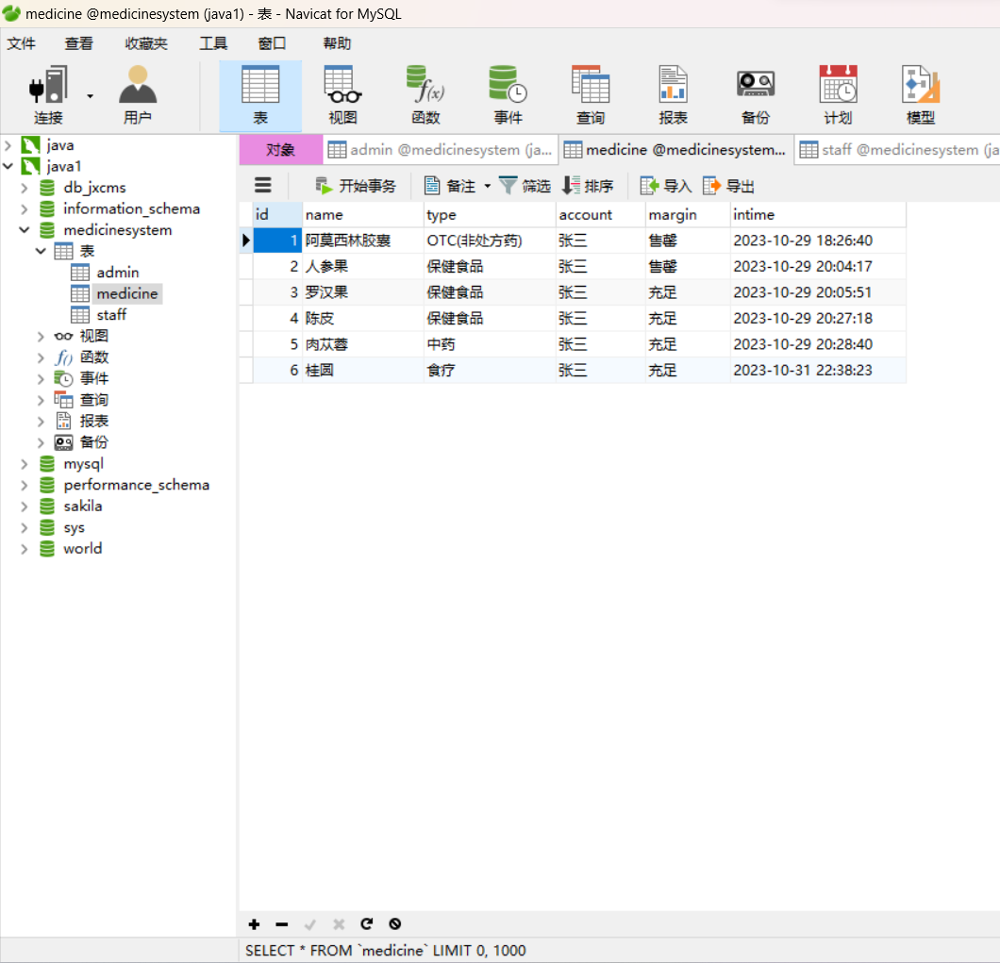 medicine @medicinesystem (java1) - 表 - Navicat for MySQL
文件 查看 收藏夹 工具 窗口 帮助
连接 用户 表 视图 函数 事件 查询 报表 备份 计划 模型
java
java1
db_jxcms
information_schema
medicinesystem
表
admin
medicine
staff
视图
函数
事件
查询
报表
备份
mysql
performance_schema
sakila
sys
world
对象 admin @medicinesystem (ja... medicine @medicinesystem... staff @medicinesystem (ja
开始事务 备注 筛选 排序 导入 导出
id name type account margin intime
1 阿莫西林胶囊 OTC(非处方药) 张三 售罄 2023-10-29 18:26:40
2 人参果 保健食品 张三 售罄 2023-10-29 20:04:17
3 罗汉果 保健食品 张三 充足 2023-10-29 20:05:51
4 陈皮 保健食品 张三 充足 2023-10-29 20:27:18
5 肉苁蓉 中药 张三 充足 2023-10-29 20:28:40
6 桂圆 食疗 张三 充足 2023-10-31 22:38:23
SELECT * FROM `medicine` LIMIT 0, 1000